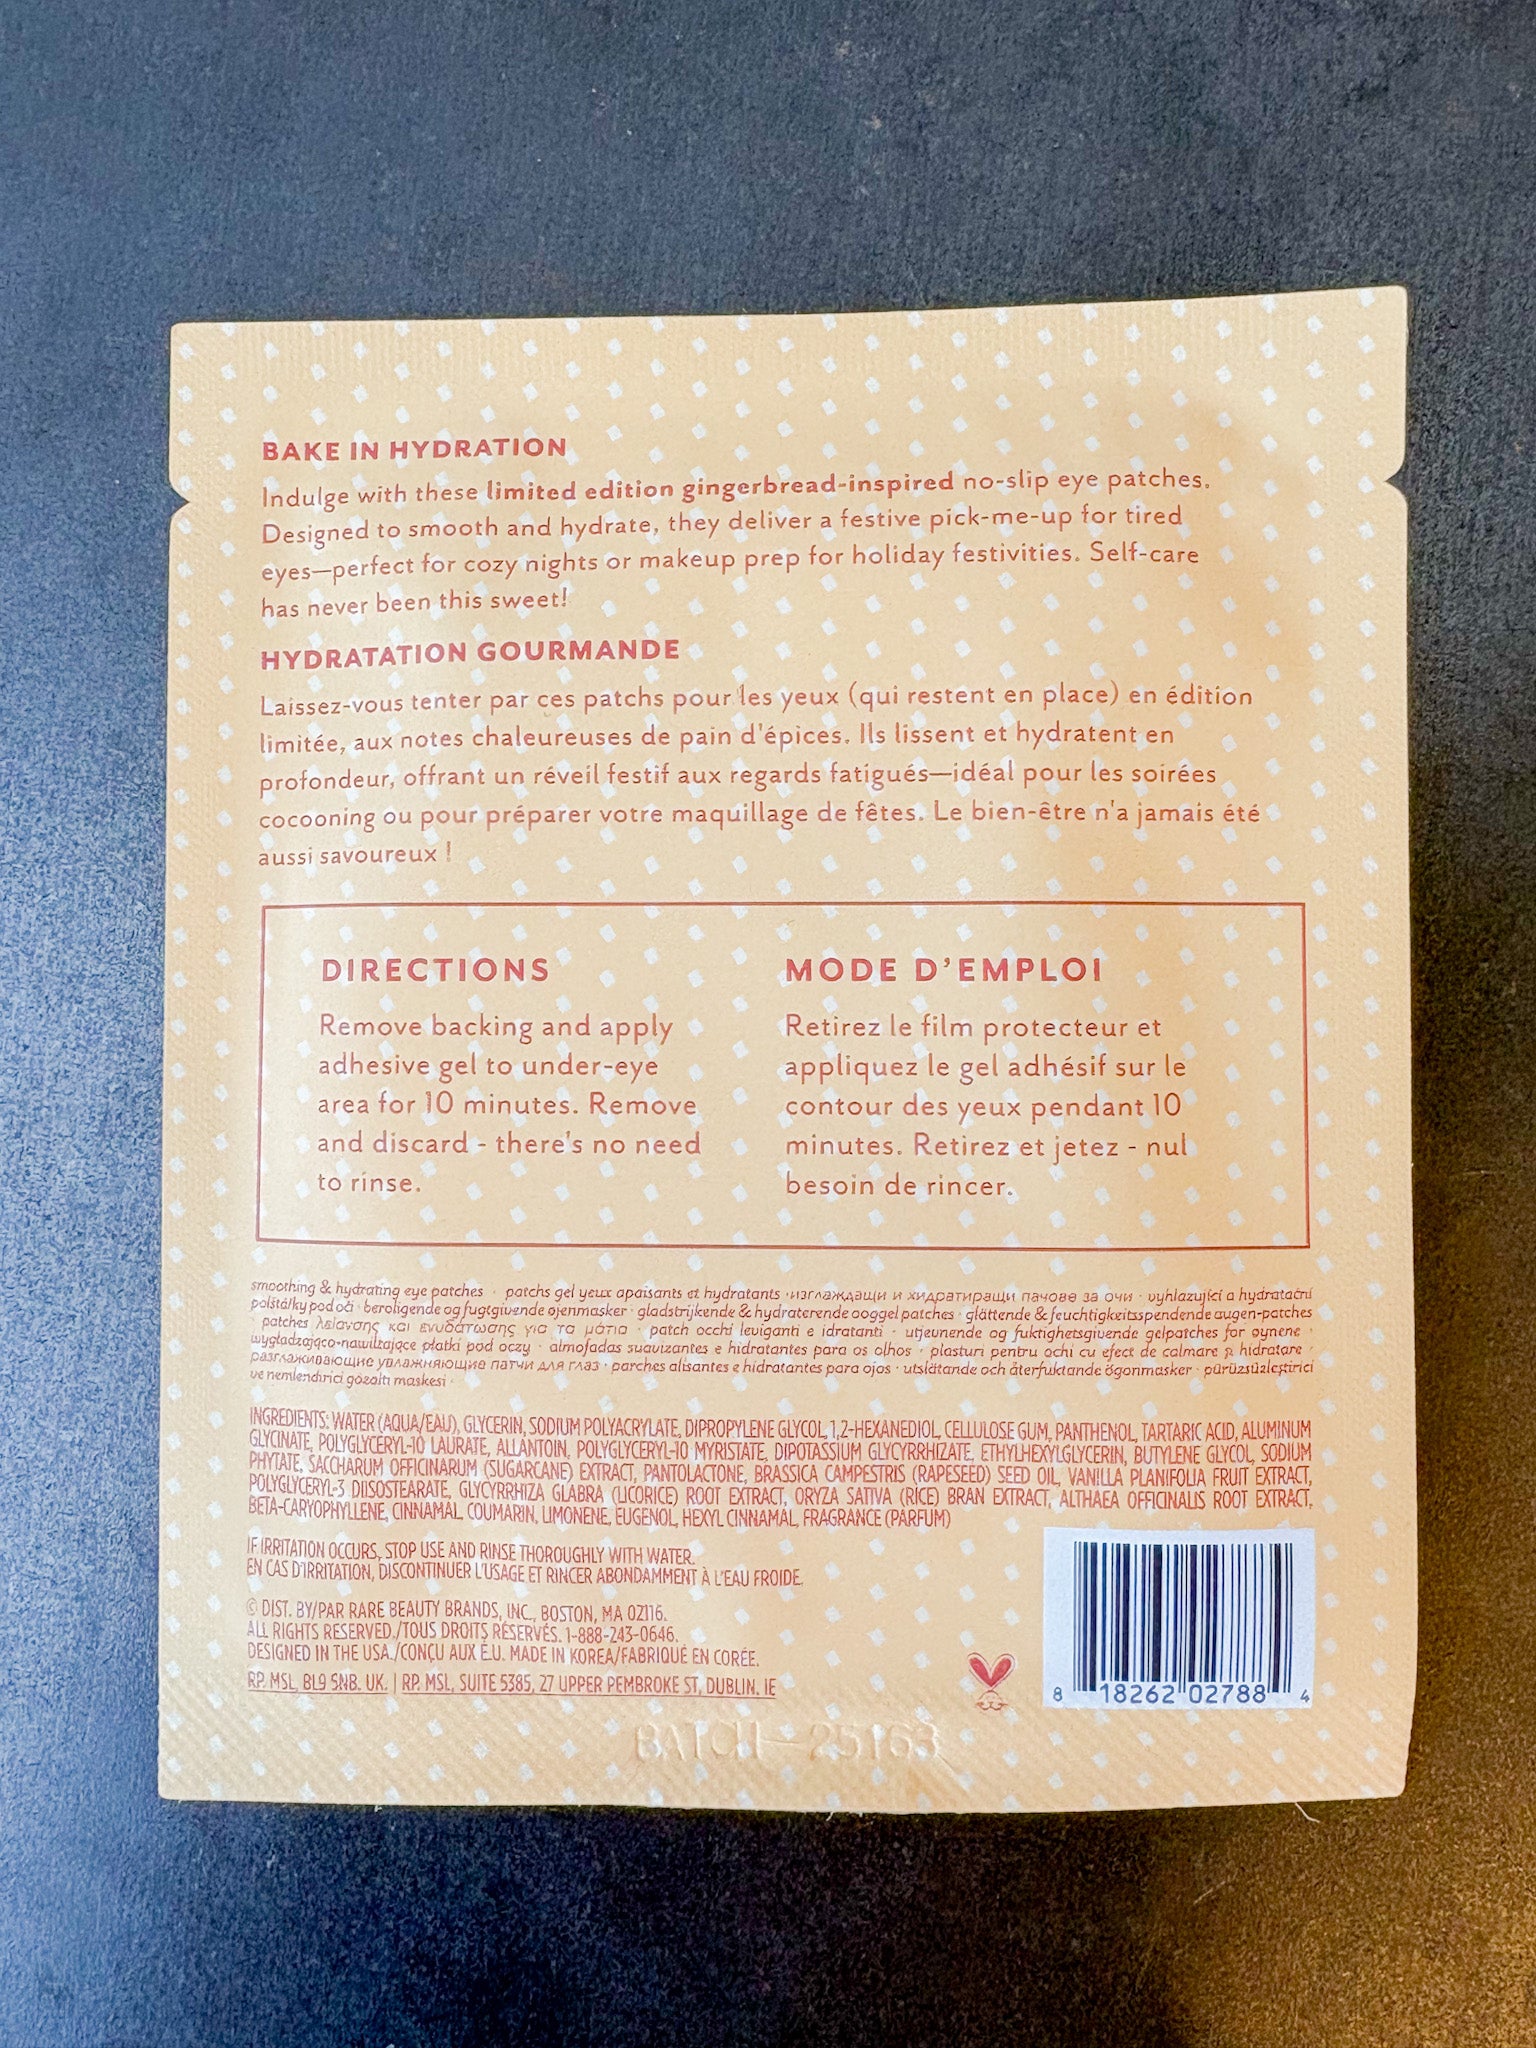 BAKE IN HYDRATION
Indulge with these limited edition gingerbread-inspired no-slip eye patches.
Designed to smooth and hydrate, they deliver a festive pick-me-up for tired
eyes—perfect for cozy nights or makeup prep for holiday festivities. Self-care
has never been this sweet!
HYDRATATION GOURMANDE
Laissez-vous tenter par ces patchs pour les yeux (qui restent en place) en édition
limitée, aux notes chaleureuses de pain d'épices. Ils lissent et hydratent en
profondeur, offrant un réveil festif aux regards fatigués—idéal pour les soirées
cocooning ou pour préparer votre maquillage de fêtes. Le bien-être n'a jamais été
aussi savoureux !
DIRECTIONS
Remove backing and apply
adhesive gel to under-eye
area for 10 minutes. Remove
and discard - there's no need
to rinse.
MODE D'EMPLOI
Retirez le film protecteur et
appliquez le gel adhésif sur le
contour des yeux pendant 10
minutes. Retirez et jetez - nul
besoin de rincer.
smoothing & hydrating eye patches · patchs gel yeux apaisants et hydratants · изглаждащи и хидратиращи пачове за очи · vyhlazující a hydratační
polštářky pod oči · beroligende og fugtgivende øjenmasker · gladstrijkende & hydraterende ooggel patches · glättende & feuchtigkeitsspendende augen-patches
· patches λείανσης και ενυδάτωσης για τα μάτια · patch occhi leviganti e idratanti · utjevnende og fuktighetsgivende gelpatches for øynene ·
wygładzająco-nawilżające płatki pod oczy · almofadas suavizantes e hidratantes para os olhos · plasturi pentru ochi cu efect de calmare și hidratare ·
разглаживающие увлажняющие патчи для глаз · parches alisantes e hidratantes para ojos · utslätande och återfuktande ögonmasker · pürüzsüzleştirici
ve nemlendirici gözaltı maskesi ·
INGREDIENTS: WATER (AQUA/EAU), GLYCERIN, SODIUM POLYACRYLATE, DIPROPYLENE GLYCOL, 1,2-HEXANEDIOL, CELLULOSE GUM, PANTHENOL, TARTARIC ACID, ALUMINUM
GLYCINATE, POLYGLYCERYL-10 LAURATE, ALLANTOIN, POLYGLYCERYL-10 MYRISTATE, DIPOTASSIUM GLYCYRRHIZATE, ETHYLHEXYLGLYCERIN, BUTYLENE GLYCOL, SODIUM
PHYTATE, SACCHARUM OFFICINARUM (SUGARCANE) EXTRACT, PANTOLACTONE, BRASSICA CAMPESTRIS (RAPESEED) SEED OIL, VANILLA PLANIFOLIA FRUIT EXTRACT,
POLYGLYCERYL-3 DIISOSTEARATE, GLYCYRRHIZA GLABRA (LICORICE) ROOT EXTRACT, ORYZA SATIVA (RICE) BRAN EXTRACT, ALTHAEA OFFICINALIS ROOT EXTRACT,
BETA-CARYOPHYLLENE, CINNAMAL, COUMARIN, LIMONENE, EUGENOL, HEXYL CINNAMAL, FRAGRANCE (PARFUM)
IF IRRITATION OCCURS, STOP USE AND RINSE THOROUGHLY WITH WATER.
EN CAS D'IRRITATION, DISCONTINUER L'USAGE ET RINCER ABONDAMMENT À L'EAU FROIDE.
© DIST. BY/PAR RARE BEAUTY BRANDS, INC., BOSTON, MA 02116.
ALL RIGHTS RESERVED./TOUS DROITS RÉSERVÉS. 1-888-243-0646.
DESIGNED IN THE USA./CONÇU AUX É.U. MADE IN KOREA/FABRIQUÉ EN CORÉE.
RP. MSL, BL9 5NB. UK. | RP. MSL, SUITE 5385, 27 UPPER PEMBROKE ST, DUBLIN. IE
8 18262 02788 4
BATCH-25163